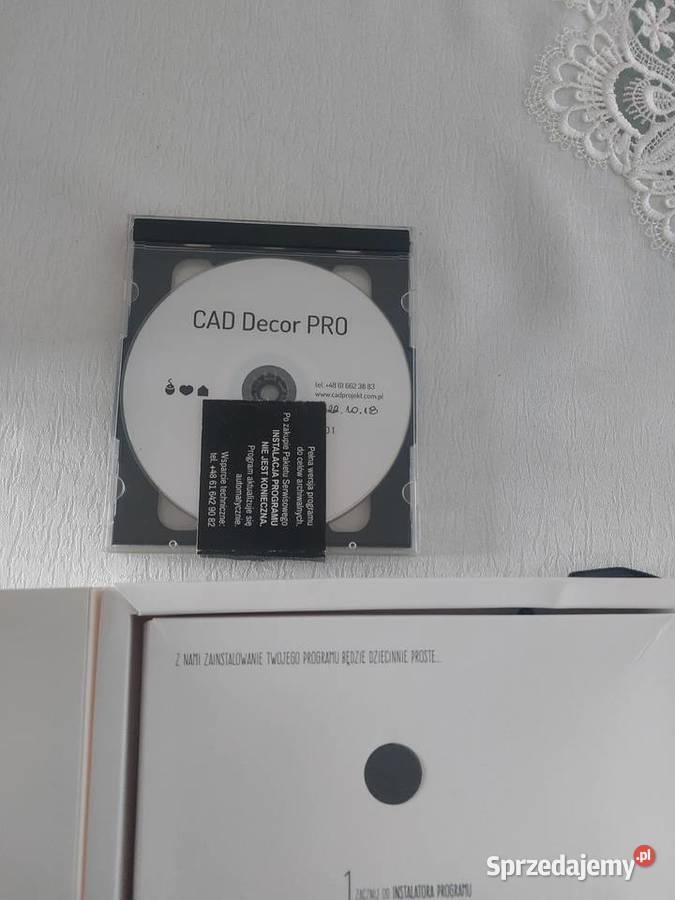 CAD Decor PRO
tel. +48 61 662 38 83
www.cadprojekt.com.pl
10.18
Pełna wersja programu
do celów archiwalnych.
Po zakupie Pakietu Serwisowego
INSTALACJA PROGRAMU
NIE JEST KONIECZNA.
Program aktualizuje się
automatycznie.
Wsparcie techniczne:
tel. +48 61 642 90 82
Z NAMI ZAINSTALOWANIE TWOJEGO PROGRAMU BĘDZIE DZIECINNIE PROSTE...
1 ZACZNIJ OD INSTALATORA PROGRAMU
Sprzedajemy.pl